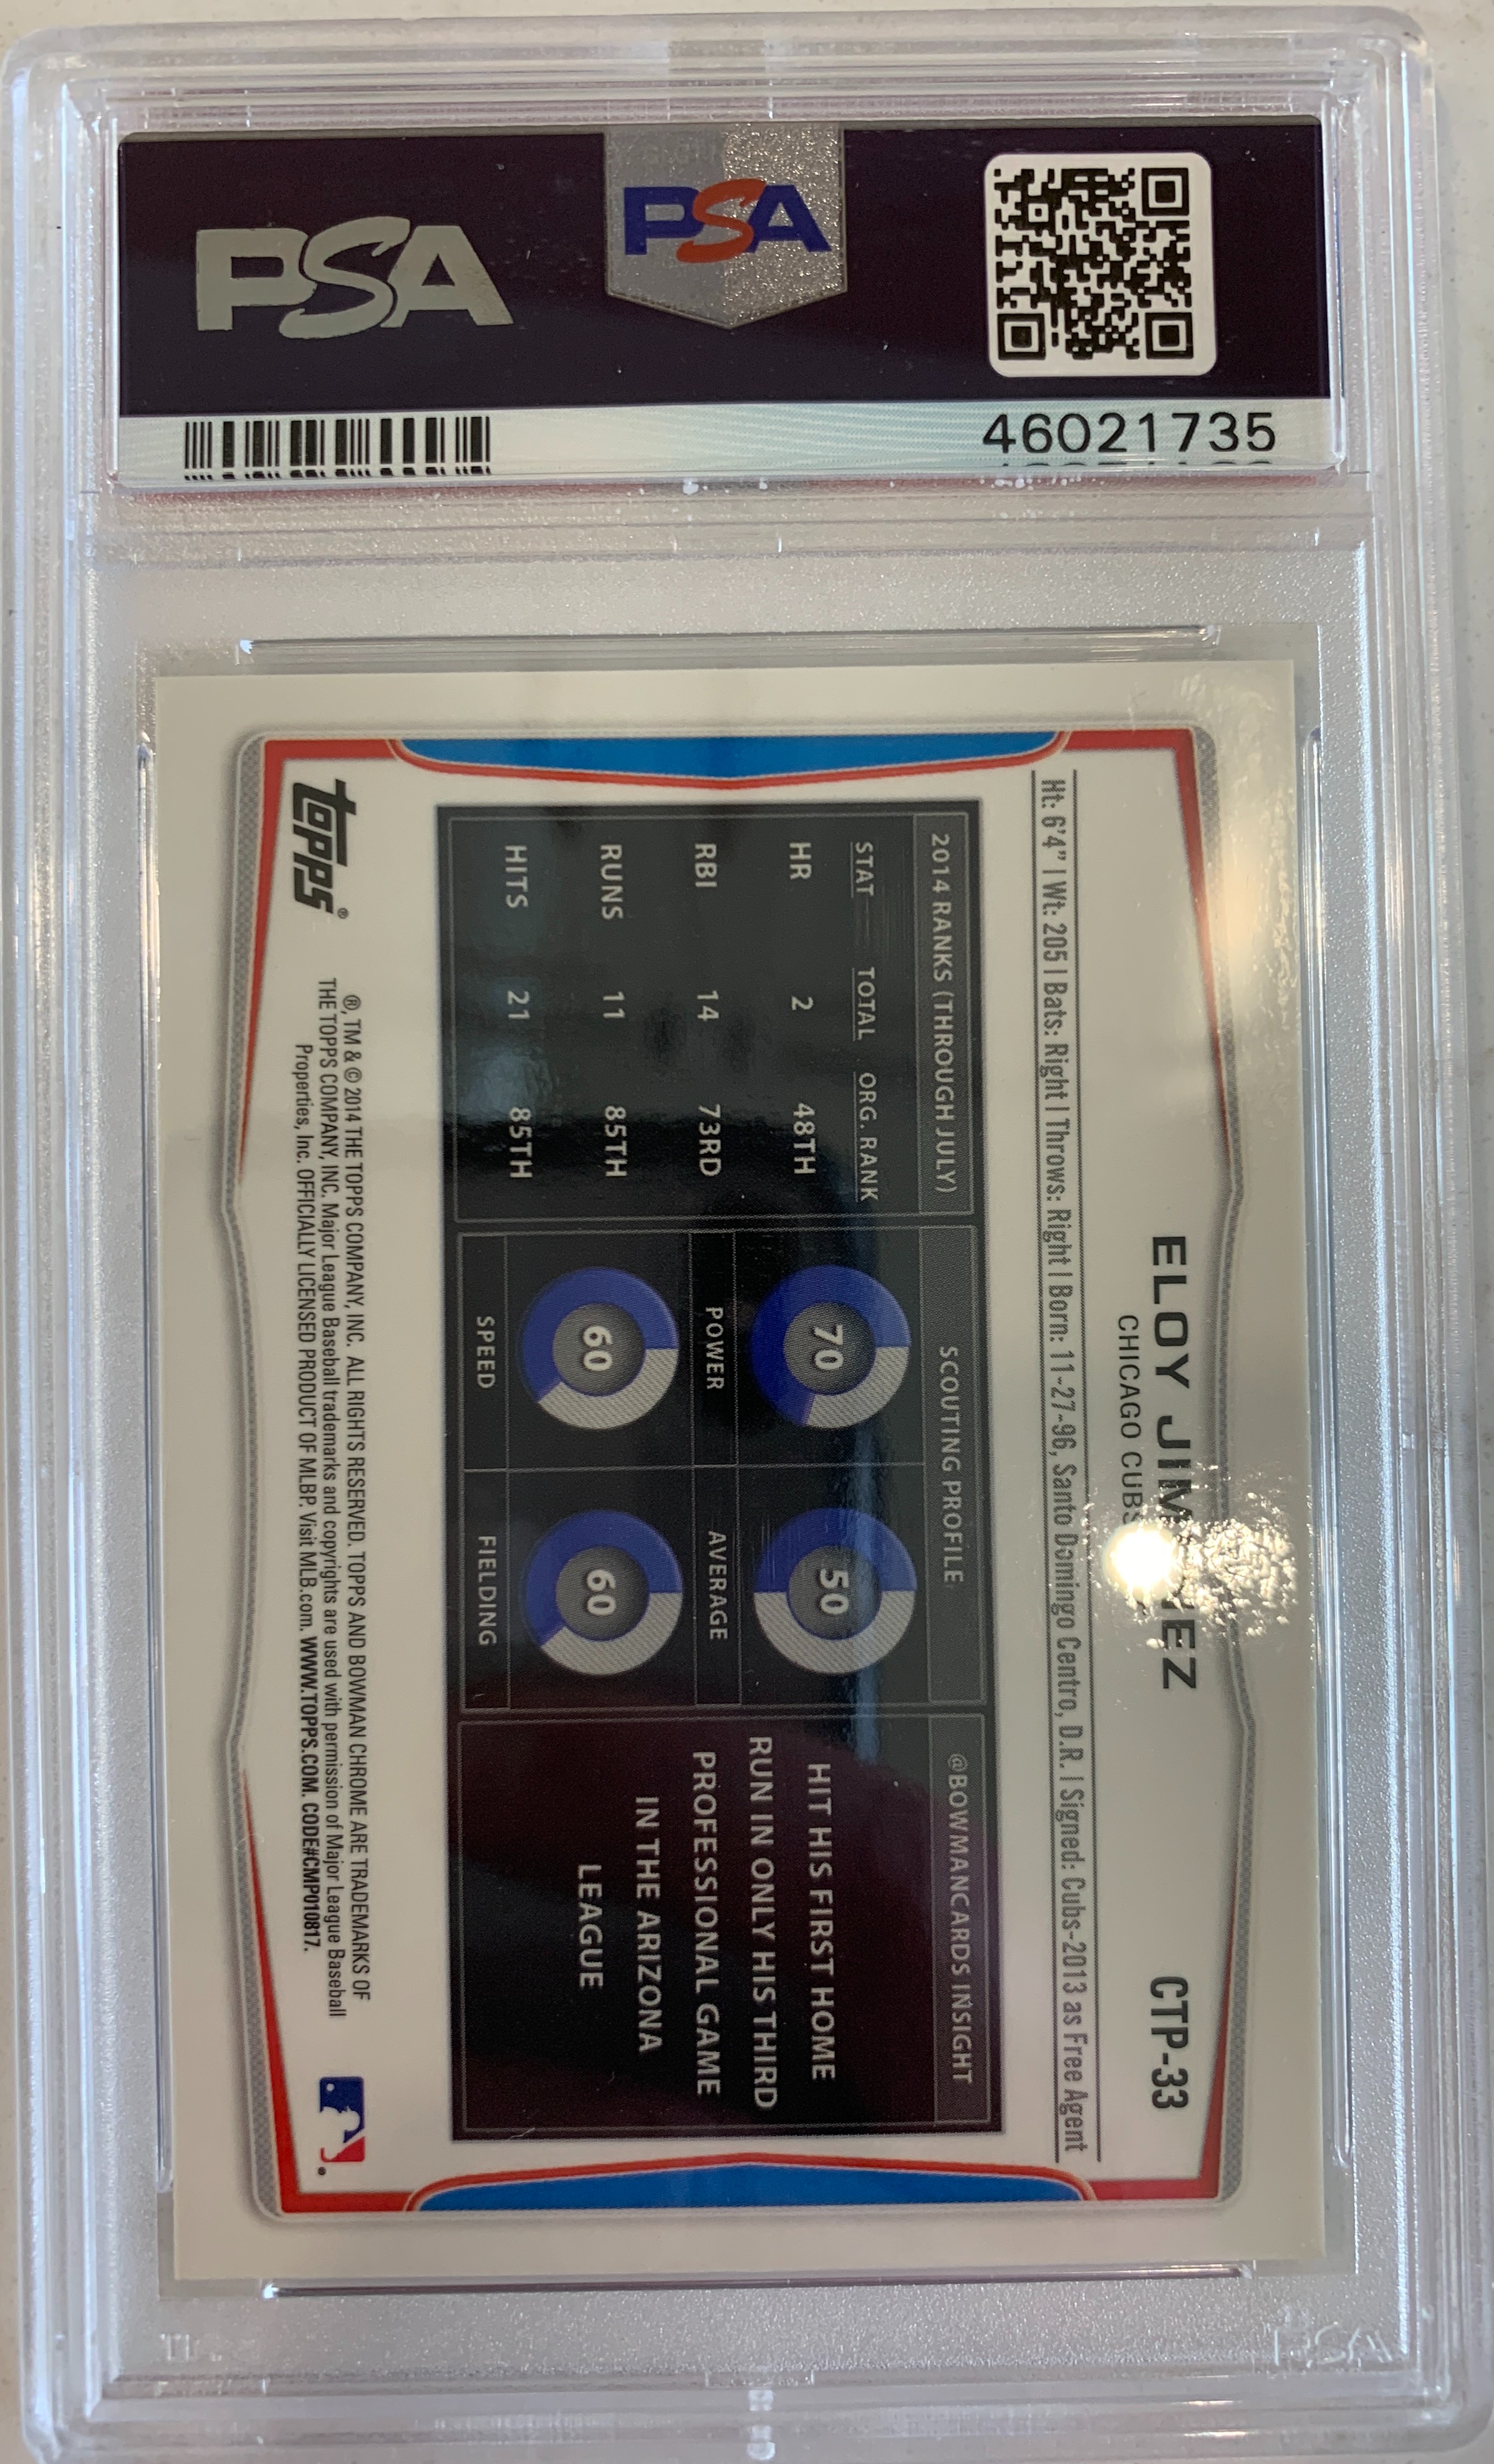 PSA
PSA
46021735
ELOY JIMENEZ
CTP-33
CHICAGO CUBS
Ht: 6'4" | Wt: 205 | Bats: Right | Throws: Right | Born: 11-27-96, Santo Domingo Centro, D.R. | Signed: Cubs-2013 as Free Agent
2014 RANKS (THROUGH JULY)
STAT TOTAL ORG. RANK
HR 2 48TH
RBI 14 73RD
RUNS 11 85TH
HITS 21 85TH
SCOUTING PROFILE
70 50
POWER AVERAGE
60 60
SPEED FIELDING
@BOWMANCARDS INSIGHT
HIT HIS FIRST HOME
RUN IN ONLY HIS THIRD
PROFESSIONAL GAME
IN THE ARIZONA
LEAGUE
topps®
®, TM & © 2014 THE TOPPS COMPANY, INC. ALL RIGHTS RESERVED. TOPPS AND BOWMAN CHROME ARE TRADEMARKS OF
THE TOPPS COMPANY, INC. Major League Baseball trademarks and copyrights are used with permission of Major League Baseball
Properties, Inc. OFFICIALLY LICENSED PRODUCT OF MLBP. Visit MLB.com. WWW.TOPPS.COM. CODE#CMP010817.
PSA